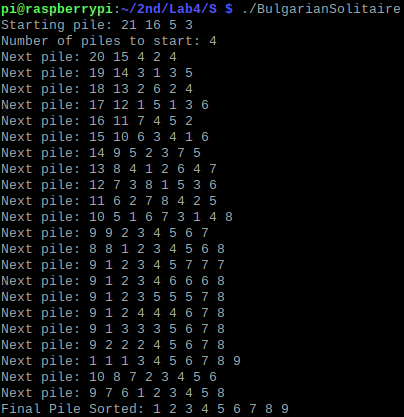 pi@raspberrypi:~/2nd/Lab4/S $ ./BulgarianSolitaire
Starting pile: 21 16 5 3
Number of piles to start: 4
Next pile: 20 15 4 2 4
Next pile: 19 14 3 1 3 5
Next pile: 18 13 2 6 2 4
Next pile: 17 12 1 5 1 3 6
Next pile: 16 11 7 4 5 2
Next pile: 15 10 6 3 4 1 6
Next pile: 14 9 5 2 3 7 5
Next pile: 13 8 4 1 2 6 4 7
Next pile: 12 7 3 8 1 5 3 6
Next pile: 11 6 2 7 8 4 2 5
Next pile: 10 5 1 6 7 3 1 4 8
Next pile: 9 9 2 3 4 5 6 7
Next pile: 8 8 1 2 3 4 5 6 8
Next pile: 9 1 2 3 4 5 7 7 7
Next pile: 9 1 2 3 4 6 6 6 8
Next pile: 9 1 2 3 5 5 5 7 8
Next pile: 9 1 2 4 4 4 6 7 8
Next pile: 9 1 3 3 3 5 6 7 8
Next pile: 9 2 2 2 4 5 6 7 8
Next pile: 1 1 1 3 4 5 6 7 8 9
Next pile: 10 8 7 2 3 4 5 6
Next pile: 9 7 6 1 2 3 4 5 8
Final Pile Sorted: 1 2 3 4 5 6 7 8 9